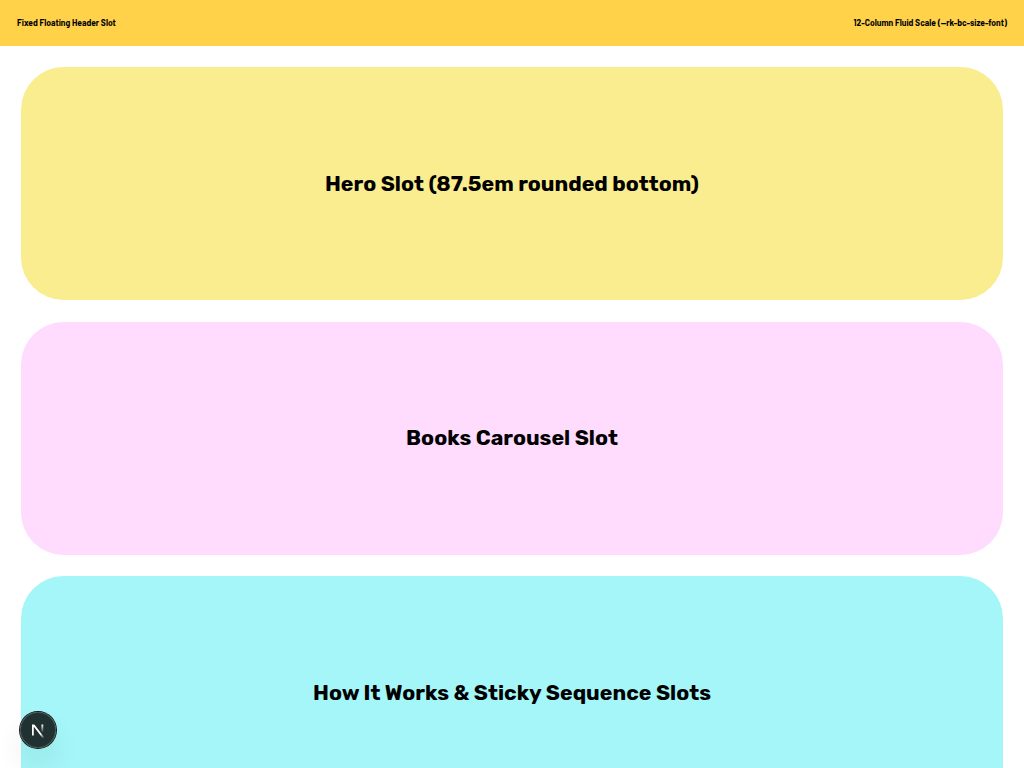 Fixed Floating Header Slot
12-Column Fluid Scale (--rk-bc-size-font)
Hero Slot (87.5em rounded bottom)
Books Carousel Slot
How It Works & Sticky Sequence Slots
N